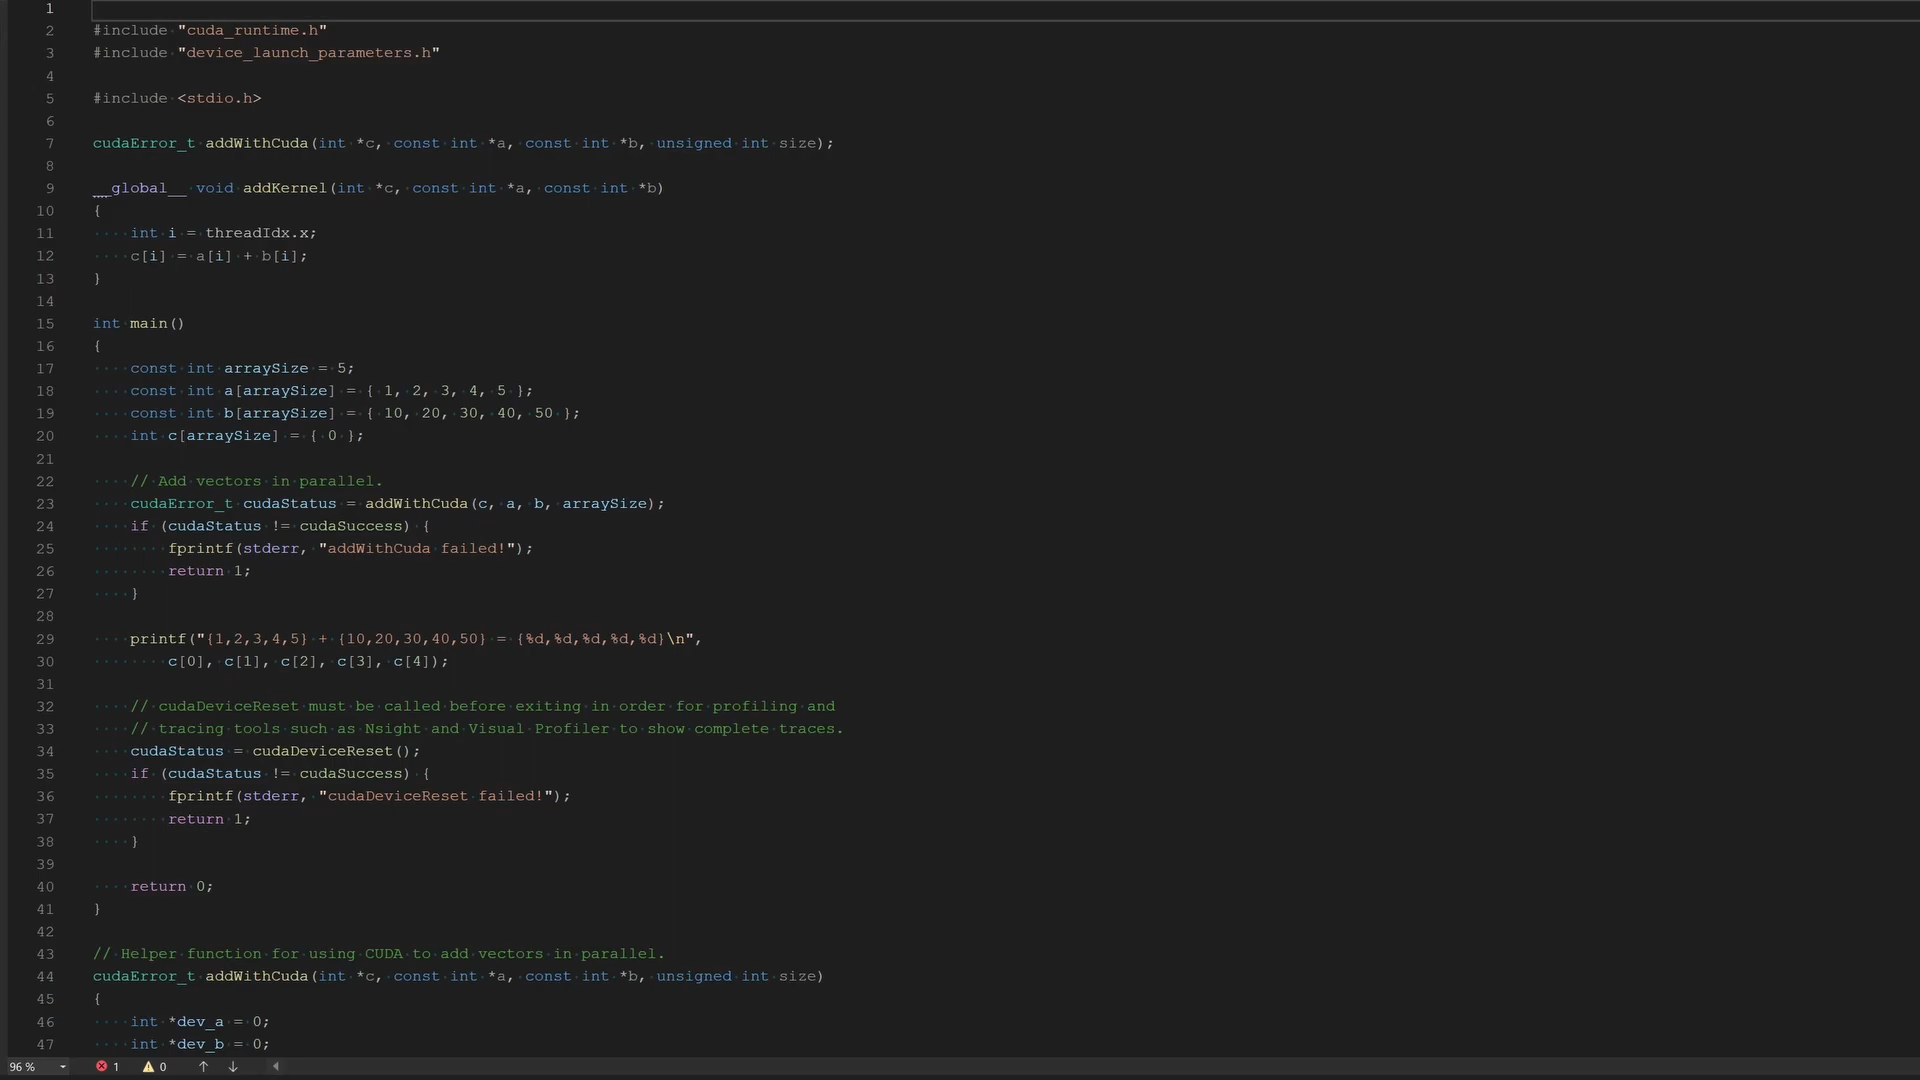 1
2 #include "cuda_runtime.h"
3 #include "device_launch_parameters.h"
4
5 #include <stdio.h>
6
7 cudaError_t addWithCuda(int *c, const int *a, const int *b, unsigned int size);
8
9 __global__ void addKernel(int *c, const int *a, const int *b)
10 {
11     int i = threadIdx.x;
12     c[i] = a[i] + b[i];
13 }
14
15 int main()
16 {
17     const int arraySize = 5;
18     const int a[arraySize] = { 1, 2, 3, 4, 5 };
19     const int b[arraySize] = { 10, 20, 30, 40, 50 };
20     int c[arraySize] = { 0 };
21
22     // Add vectors in parallel.
23     cudaError_t cudaStatus = addWithCuda(c, a, b, arraySize);
24     if (cudaStatus != cudaSuccess) {
25         fprintf(stderr, "addWithCuda failed!");
26         return 1;
27     }
28
29     printf("{1,2,3,4,5} + {10,20,30,40,50} = {%d,%d,%d,%d,%d}\n",
30         c[0], c[1], c[2], c[3], c[4]);
31
32     // cudaDeviceReset must be called before exiting in order for profiling and
33     // tracing tools such as Nsight and Visual Profiler to show complete traces.
34     cudaStatus = cudaDeviceReset();
35     if (cudaStatus != cudaSuccess) {
36         fprintf(stderr, "cudaDeviceReset failed!");
37         return 1;
38     }
39
40     return 0;
41 }
42
43 // Helper function for using CUDA to add vectors in parallel.
44 cudaError_t addWithCuda(int *c, const int *a, const int *b, unsigned int size)
45 {
46     int *dev_a = 0;
47     int *dev_b = 0;
96 % 1 0